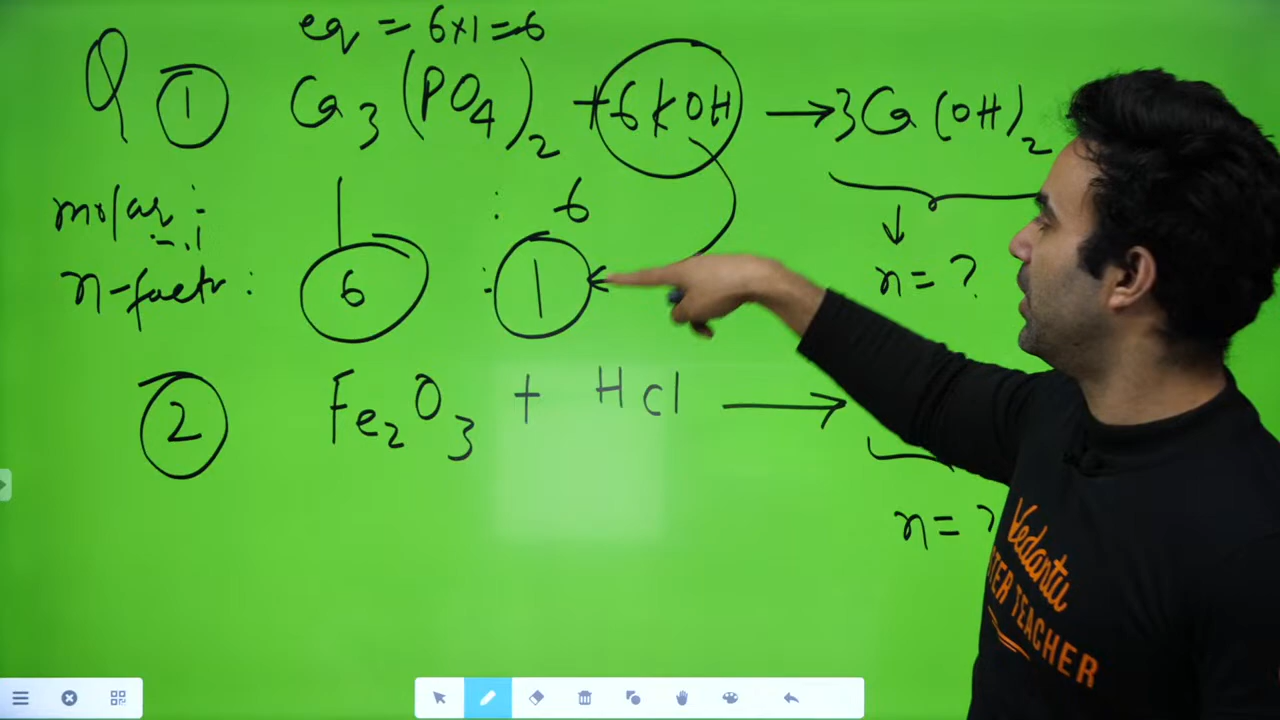 eq = 6×1 = 6
Q ① Ca₃(PO₄)₂ + 6KOH → 3Ca(OH)₂
molar : 1 : 6
n = ?
n-factr : 6 : 1
② Fe₂O₃ + HCl →
n = ?
Vedantu
TER TEACHER